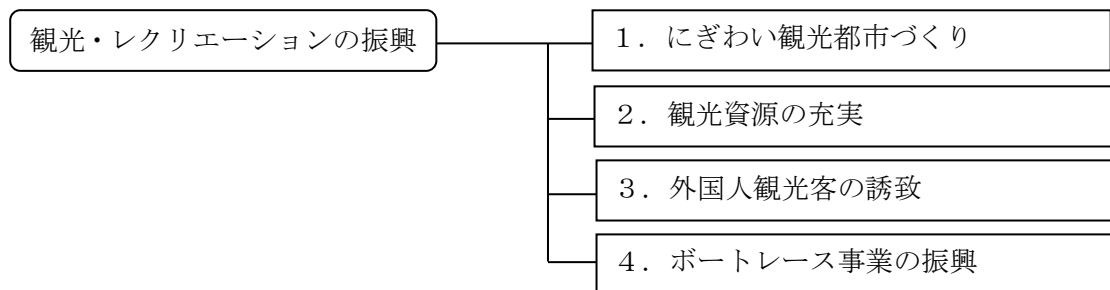 観光・レクリエーションの振興
１．にぎわい観光都市づくり
２．観光資源の充実
３．外国人観光客の誘致
４．ボートレース事業の振興